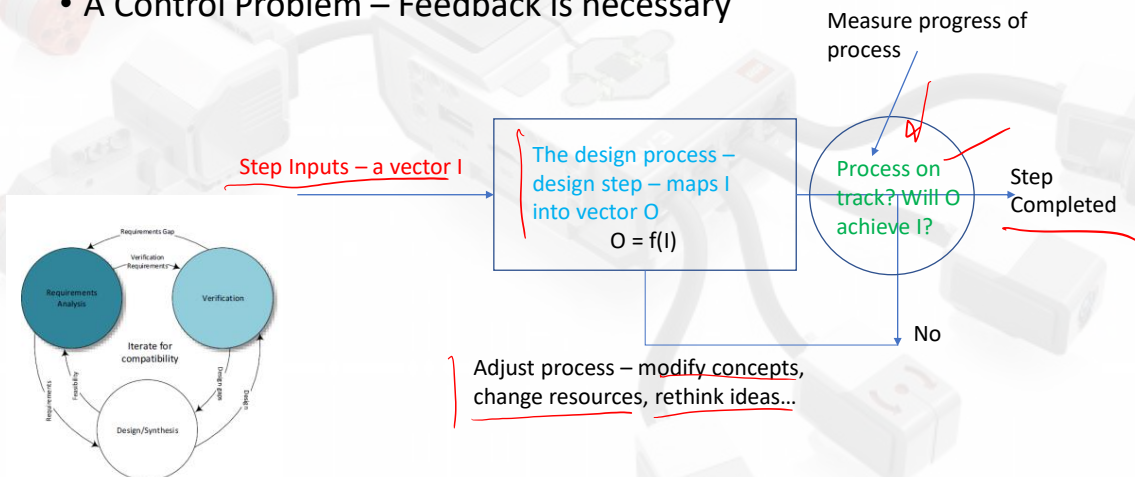 • A Control Problem – Feedback is necessary
Measure progress of
process
Step Inputs – a vector I
The design process –
design step – maps I
into vector O
O = f(I)
Process on
track? Will O
achieve I?
Step
Completed
No
Adjust process – modify concepts,
change resources, rethink ideas...
Requirements Gap
Verification
Requirements
Requirements
Analysis
Verification
Iterate for
compatibility
Requirements
Feasibility
Design gaps
Design
Design/Synthesis